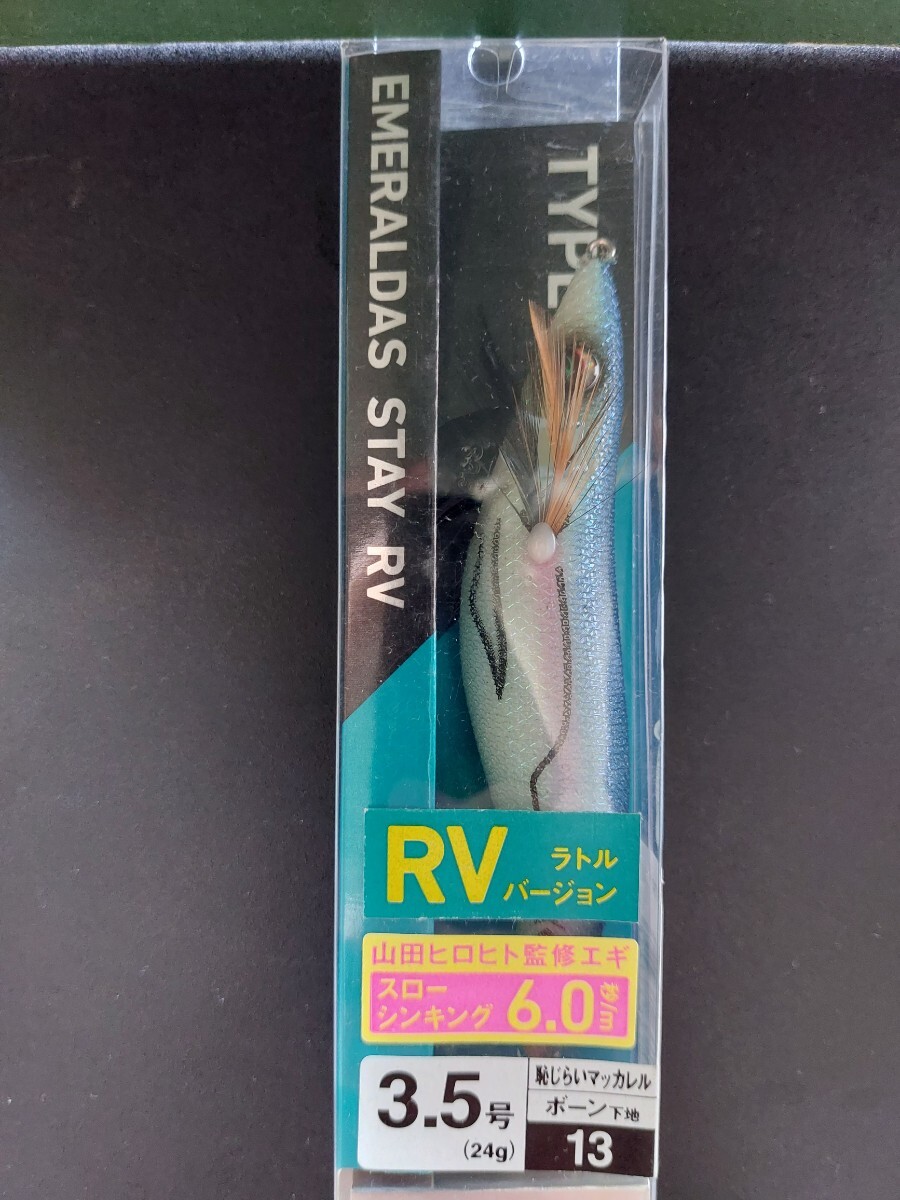 EMERALDAS STAY RV
TYPE
RV
ラトル
バージョン
山田ヒロヒト監修エギ
スロー
シンキング
6.0秒/m
3.5号
(24g)
恥じらいマッカレル
ボーン下地
13